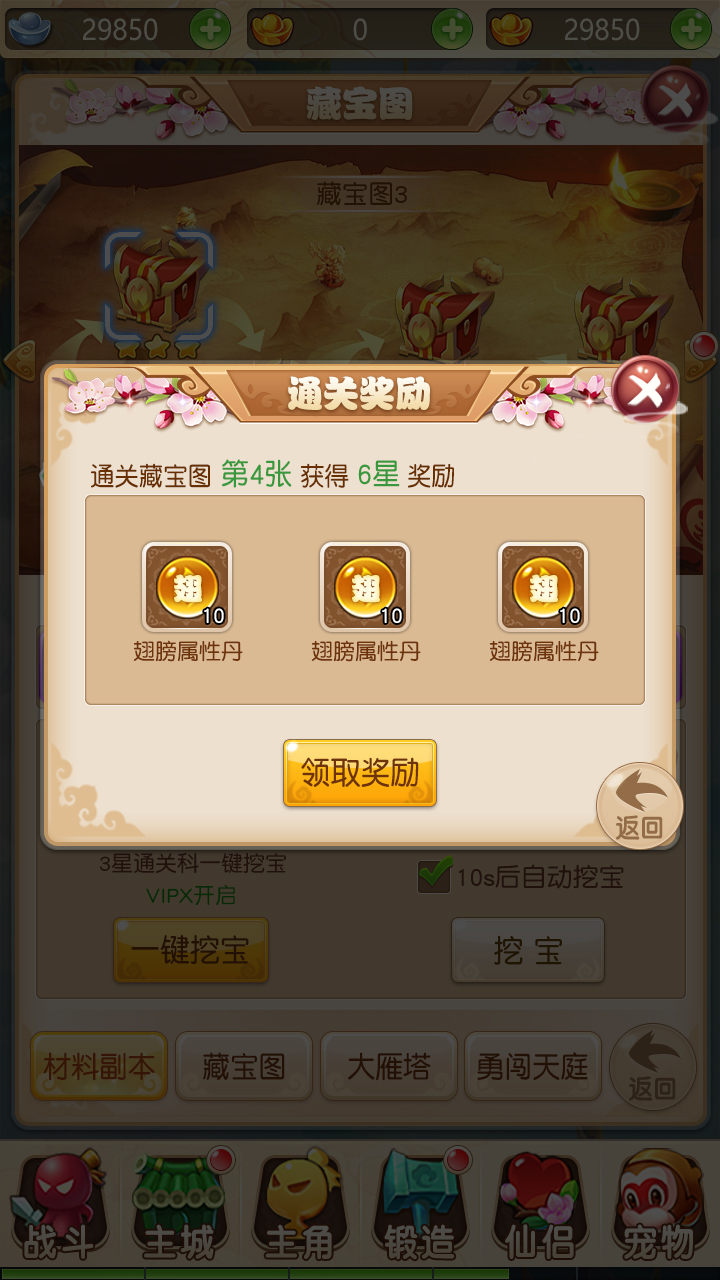 29850 0 29850
藏宝图
藏宝图3
通关奖励
通关藏宝图 第4张 获得 6星 奖励
翅 翅 翅
10 10 10
翅膀属性丹 翅膀属性丹 翅膀属性丹
领取奖励
返回
3星通关科一键挖宝
VIPX开启
10s后自动挖宝
一键挖宝 挖 宝
材料副本 藏宝图 大雁塔 勇闯天庭 返回
战斗 主城 主角 锻造 仙侣 宠物